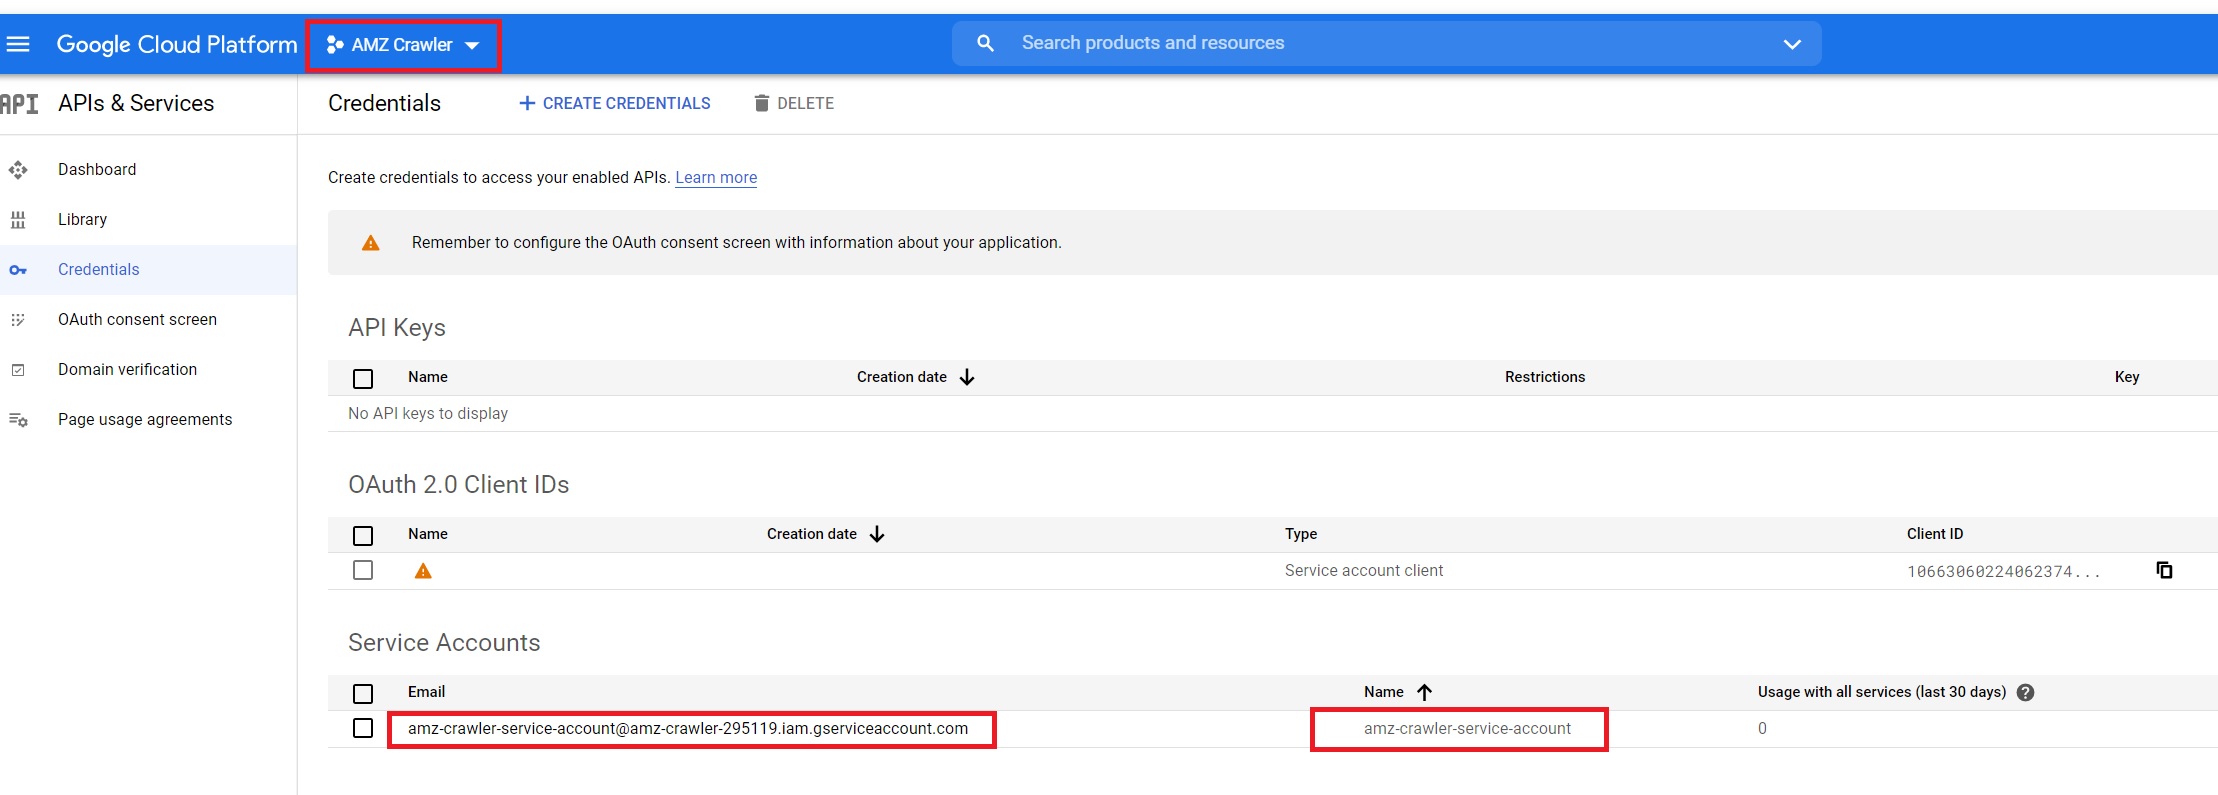 Google Cloud Platform AMZ Crawler Search products and resources
API APIs & Services Credentials CREATE CREDENTIALS DELETE
Dashboard
Library
Credentials
OAuth consent screen
Domain verification
Page usage agreements
Create credentials to access your enabled APIs. Learn more
Remember to configure the OAuth consent screen with information about your application.
API Keys
Name Creation date Restrictions Key
No API keys to display
OAuth 2.0 Client IDs
Name Creation date Type Client ID
Service account client 10663060224062374...
Service Accounts
Email Name Usage with all services (last 30 days) ?
amz-crawler-service-account@amz-crawler-295119.iam.gserviceaccount.com amz-crawler-service-account 0